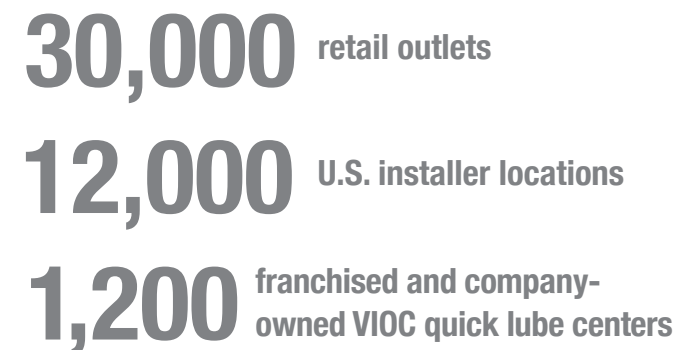 30,000 retail outlets
12,000 U.S. installer locations
1,200 franchised and company-
owned VIOC quick lube centers